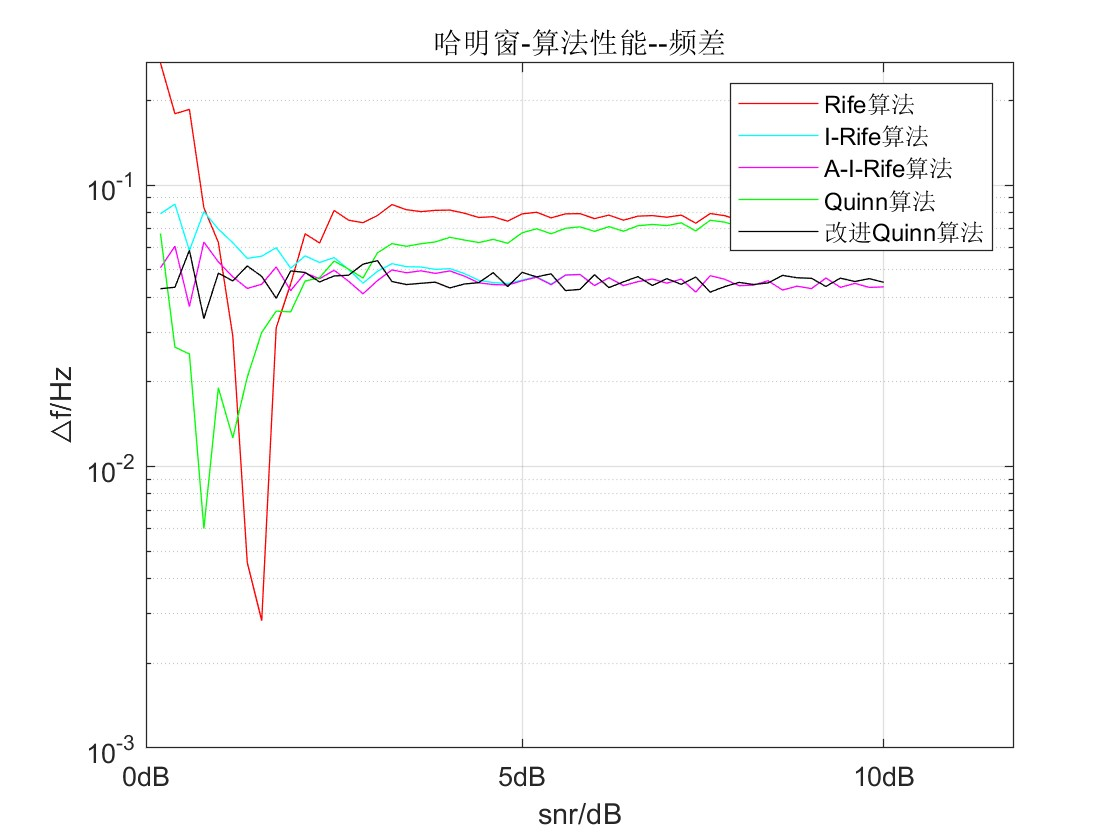 哈明窗-算法性能--频差
Rife算法
I-Rife算法
A-I-Rife算法
Quinn算法
改进Quinn算法
10^-1
10^-2
10^-3
△f/Hz
0dB 5dB 10dB
snr/dB